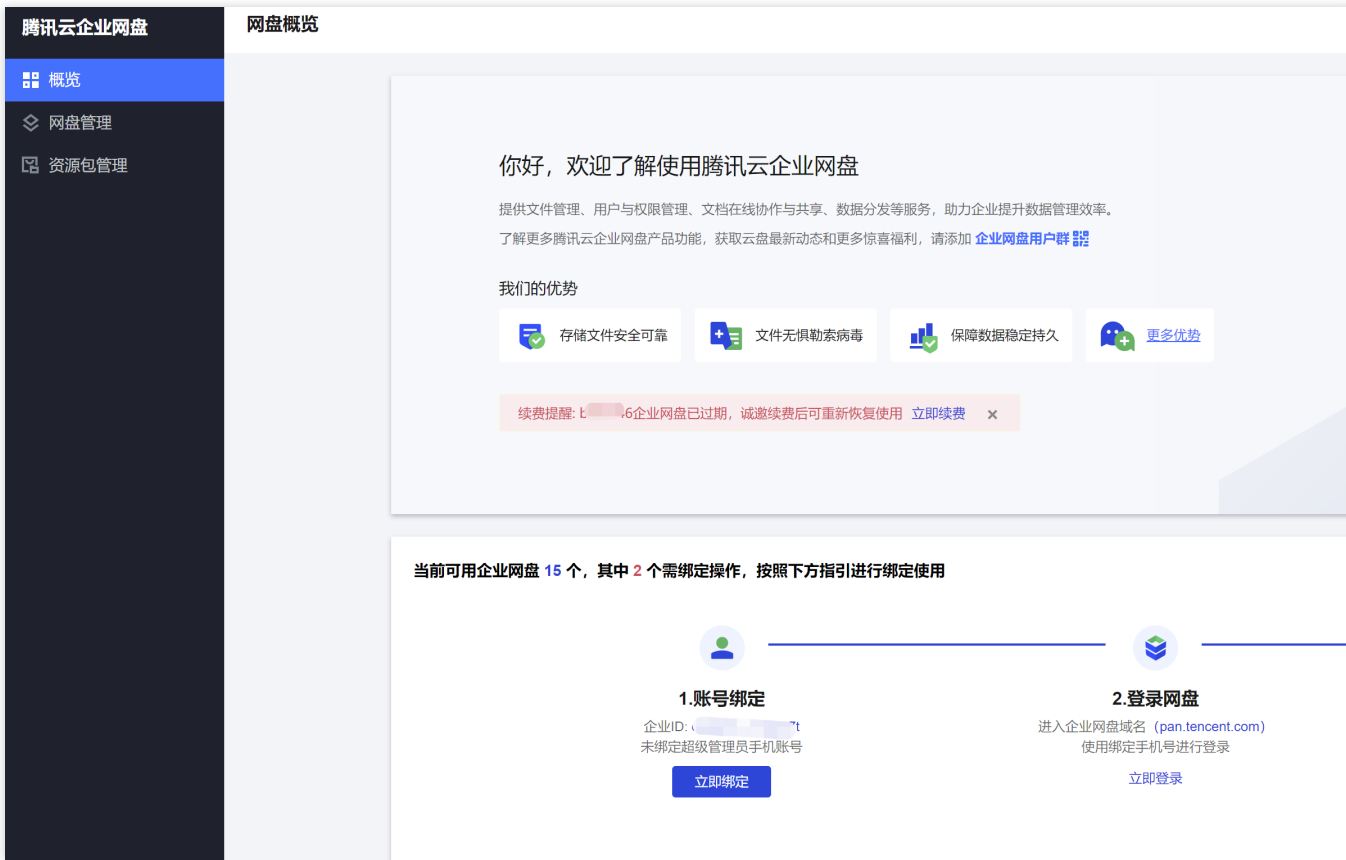 腾讯云企业网盘
网盘概览
概览
网盘管理
资源包管理
你好，欢迎了解使用腾讯云企业网盘
提供文件管理、用户与权限管理、文档在线协作与共享、数据分发等服务，助力企业提升数据管理效率。
了解更多腾讯云企业网盘产品功能，获取云盘最新动态和更多惊喜福利，请添加 企业网盘用户群
我们的优势
存储文件安全可靠
文件无惧勒索病毒
保障数据稳定持久
更多优势
续费提醒: b 6企业网盘已过期，诚邀续费后可重新恢复使用 立即续费
当前可用企业网盘 15 个，其中 2 个需绑定操作，按照下方指引进行绑定使用
1.账号绑定
企业ID:
未绑定超级管理员手机账号
立即绑定
2.登录网盘
进入企业网盘域名（pan.tencent.com）
使用绑定手机号进行登录
立即登录